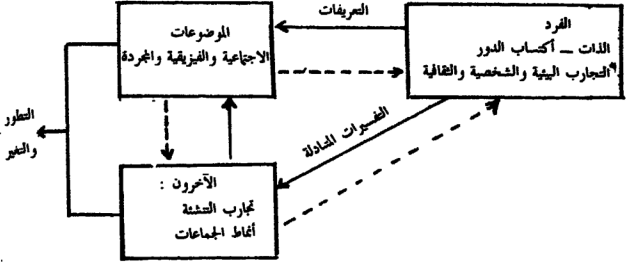 التعريفات
الفرد
الذات – أكتساب الدور
التجارب البيئية والشخصية والثقافية
الموضوعات
الاجتماعية والفيزيقية والمجردة
التفسيرات المتبادلة
التطور
والتغير
الآخرون :
تجارب التنشئة
أنماط الجماعات